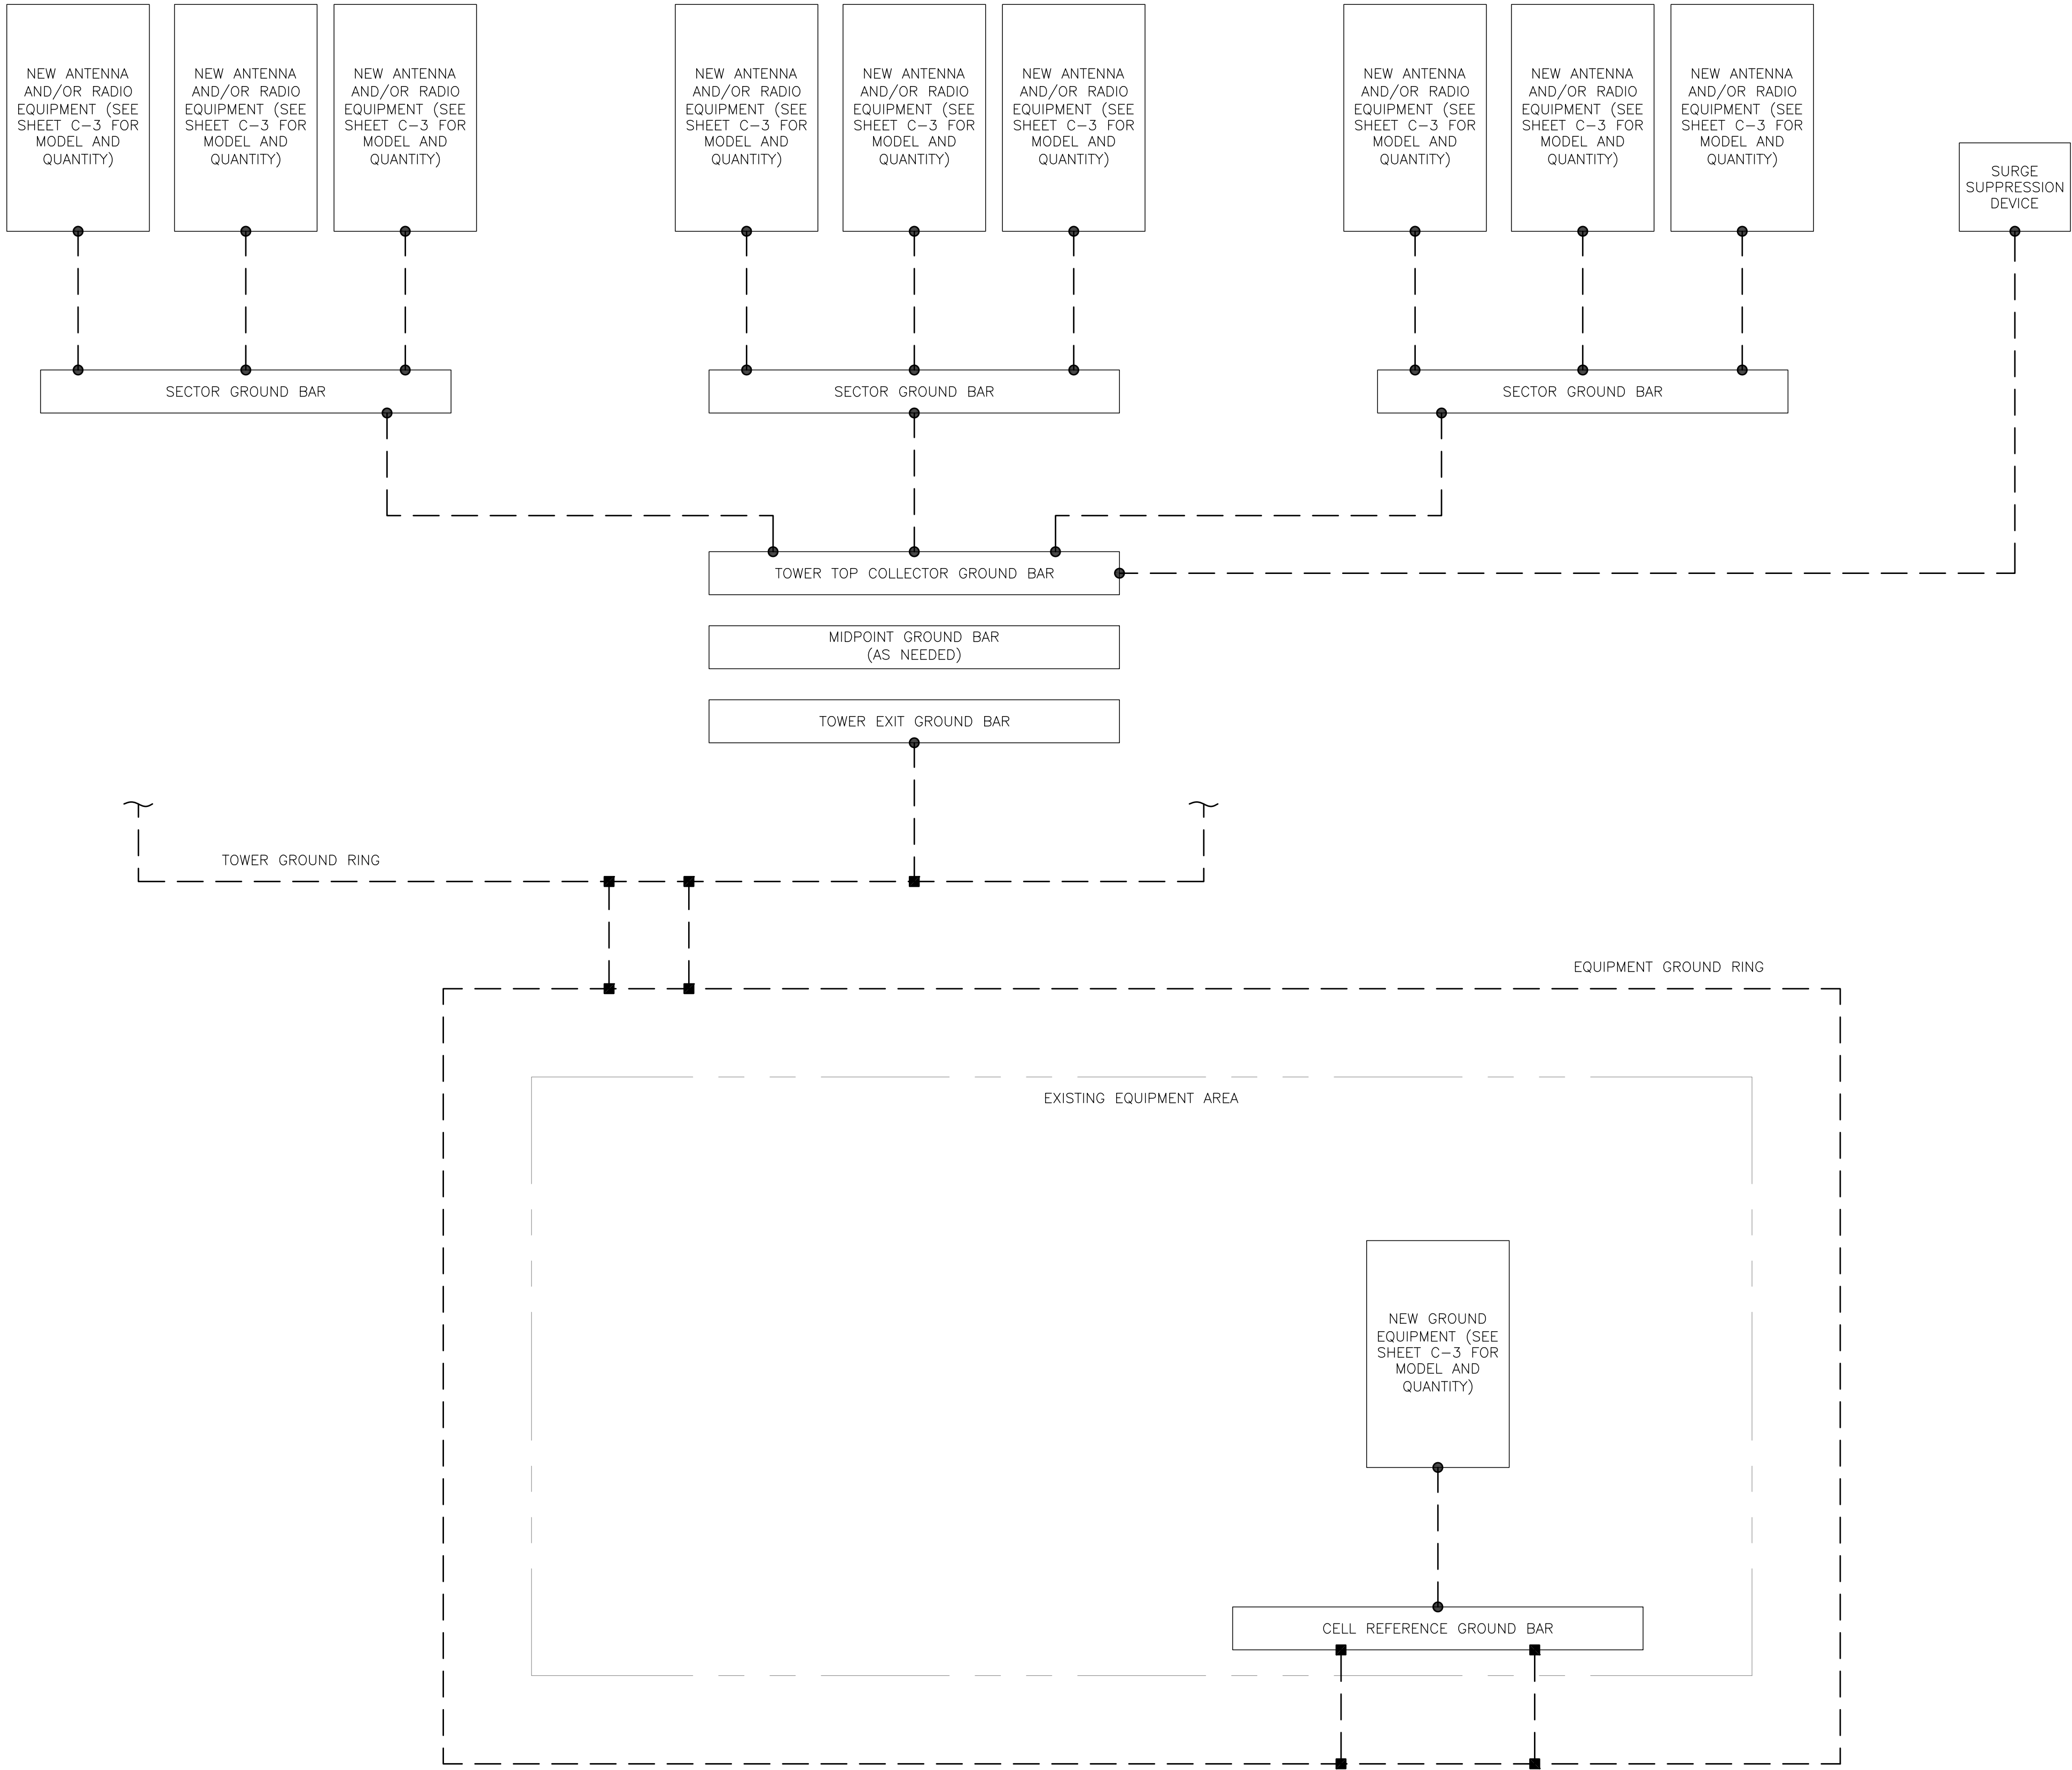 NEW ANTENNA
AND/OR RADIO
EQUIPMENT (SEE
SHEET C-3 FOR
MODEL AND
QUANTITY)
NEW ANTENNA
AND/OR RADIO
EQUIPMENT (SEE
SHEET C-3 FOR
MODEL AND
QUANTITY)
NEW ANTENNA
AND/OR RADIO
EQUIPMENT (SEE
SHEET C-3 FOR
MODEL AND
QUANTITY)
NEW ANTENNA
AND/OR RADIO
EQUIPMENT (SEE
SHEET C-3 FOR
MODEL AND
QUANTITY)
NEW ANTENNA
AND/OR RADIO
EQUIPMENT (SEE
SHEET C-3 FOR
MODEL AND
QUANTITY)
NEW ANTENNA
AND/OR RADIO
EQUIPMENT (SEE
SHEET C-3 FOR
MODEL AND
QUANTITY)
NEW ANTENNA
AND/OR RADIO
EQUIPMENT (SEE
SHEET C-3 FOR
MODEL AND
QUANTITY)
NEW ANTENNA
AND/OR RADIO
EQUIPMENT (SEE
SHEET C-3 FOR
MODEL AND
QUANTITY)
NEW ANTENNA
AND/OR RADIO
EQUIPMENT (SEE
SHEET C-3 FOR
MODEL AND
QUANTITY)
SURGE
SUPPRESSION
DEVICE
SECTOR GROUND BAR
SECTOR GROUND BAR
SECTOR GROUND BAR
TOWER TOP COLLECTOR GROUND BAR
MIDPOINT GROUND BAR
(AS NEEDED)
TOWER EXIT GROUND BAR
TOWER GROUND RING
EQUIPMENT GROUND RING
EXISTING EQUIPMENT AREA
NEW GROUND
EQUIPMENT (SEE
SHEET C-3 FOR
MODEL AND
QUANTITY)
CELL REFERENCE GROUND BAR